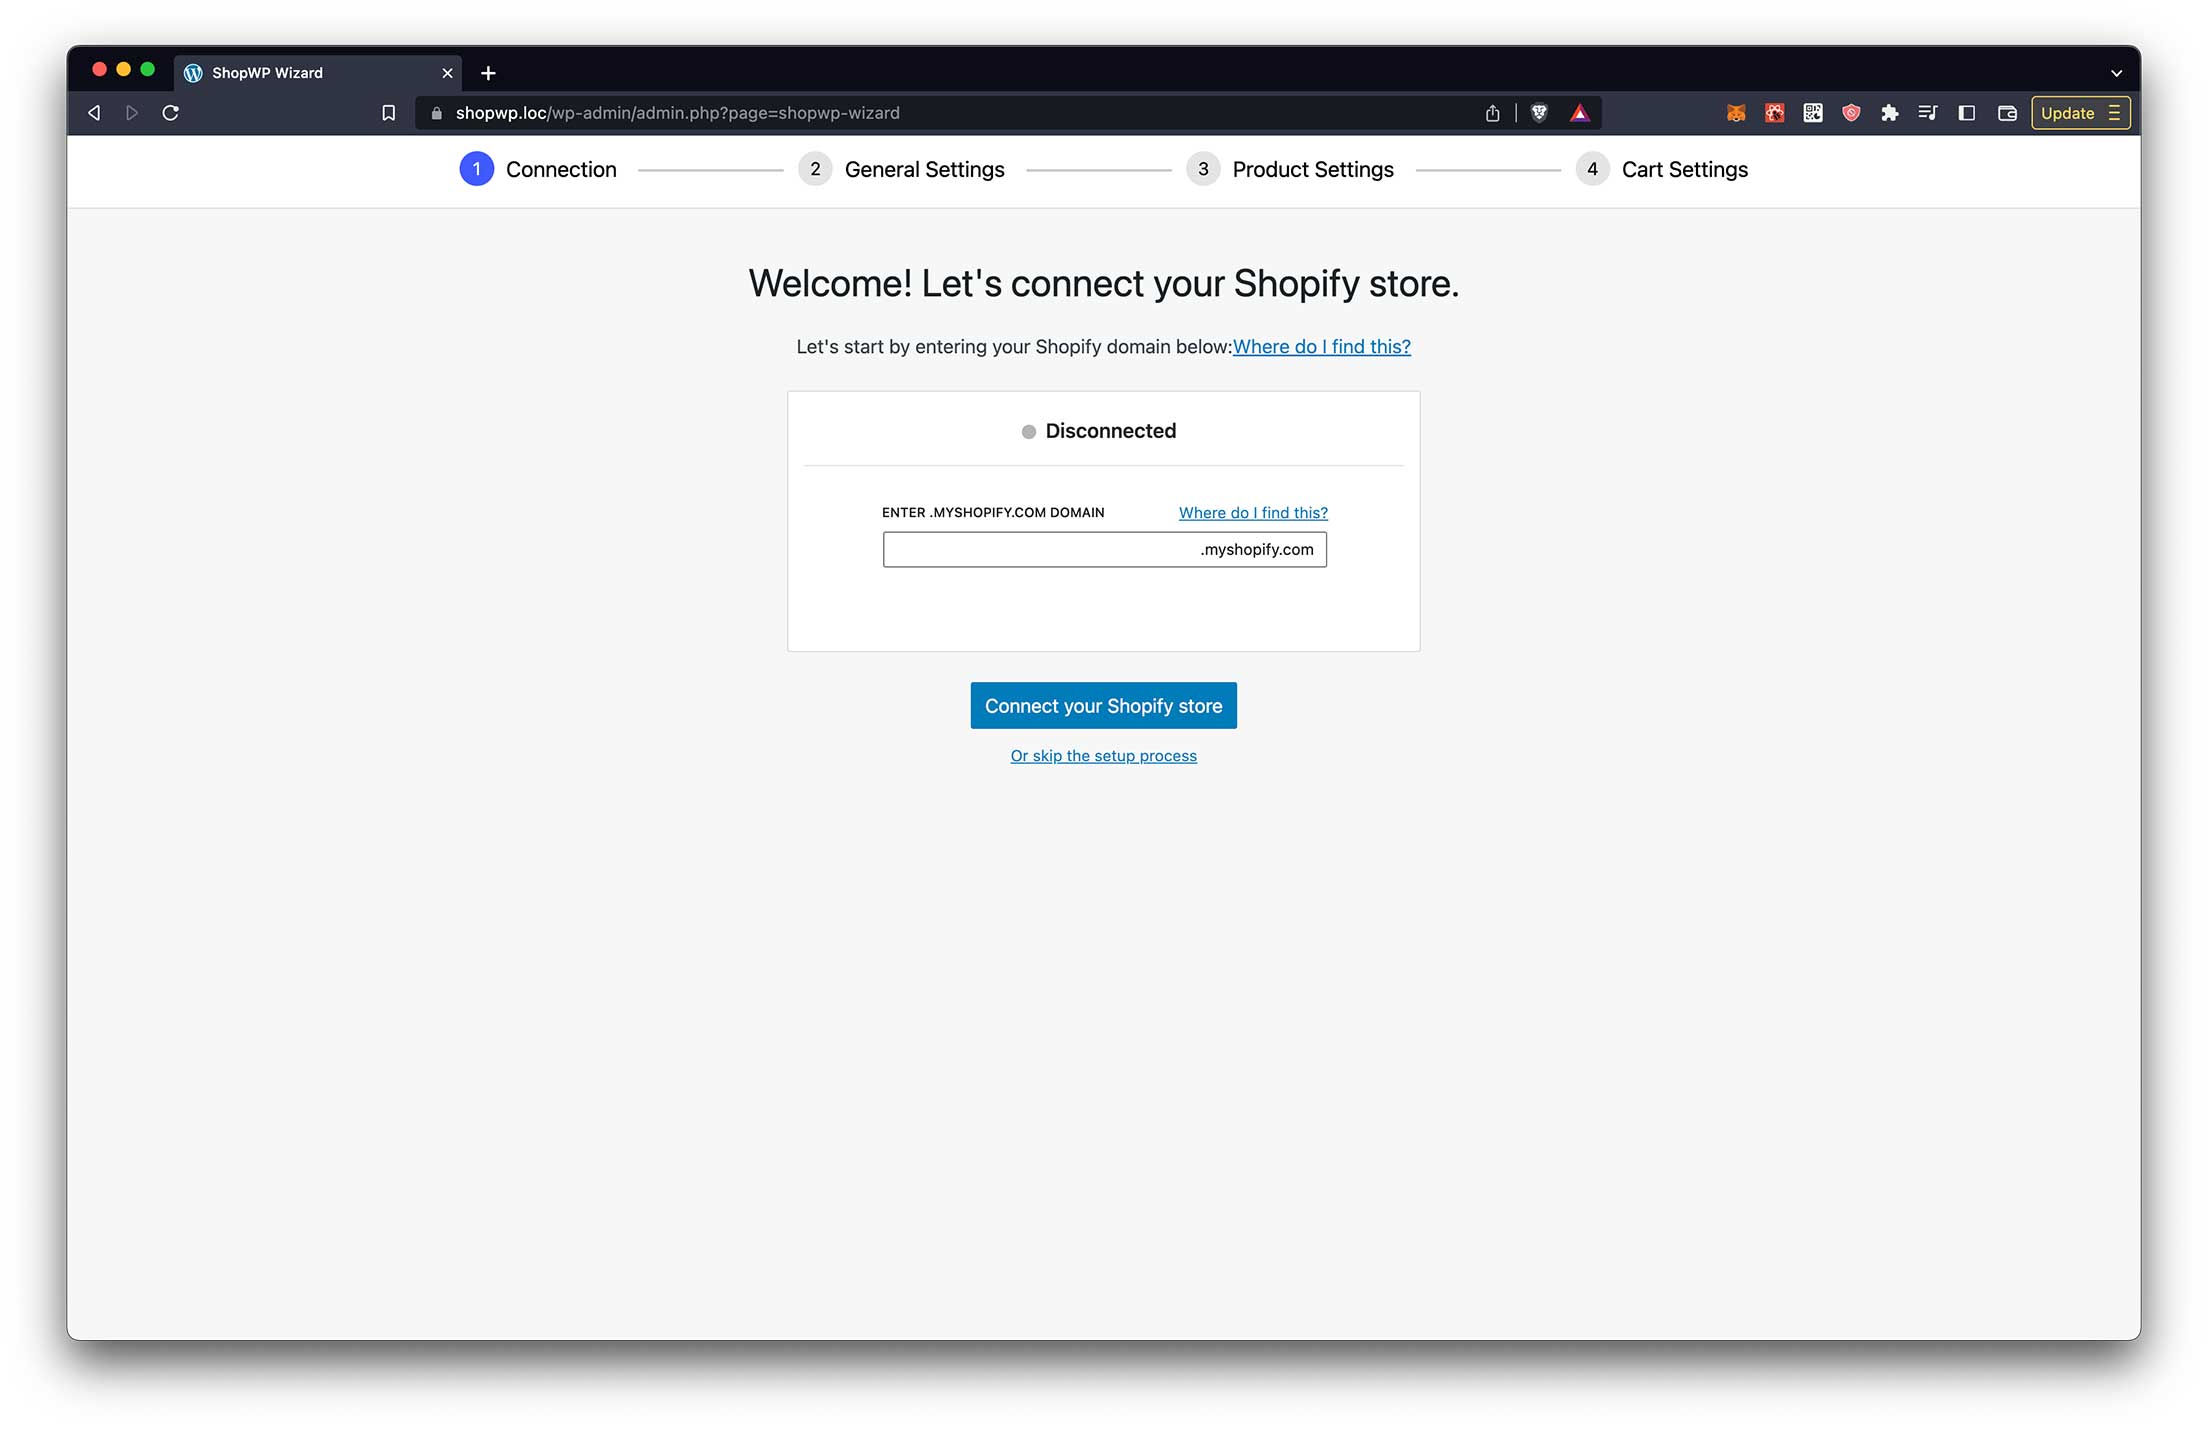 ShopWP Wizard
shopwp.loc/wp-admin/admin.php?page=shopwp-wizard
Update
1 Connection 2 General Settings 3 Product Settings 4 Cart Settings
Welcome! Let's connect your Shopify store.
Let's start by entering your Shopify domain below:Where do I find this?
Disconnected
ENTER .MYSHOPIFY.COM DOMAIN Where do I find this?
.myshopify.com
Connect your Shopify store
Or skip the setup process